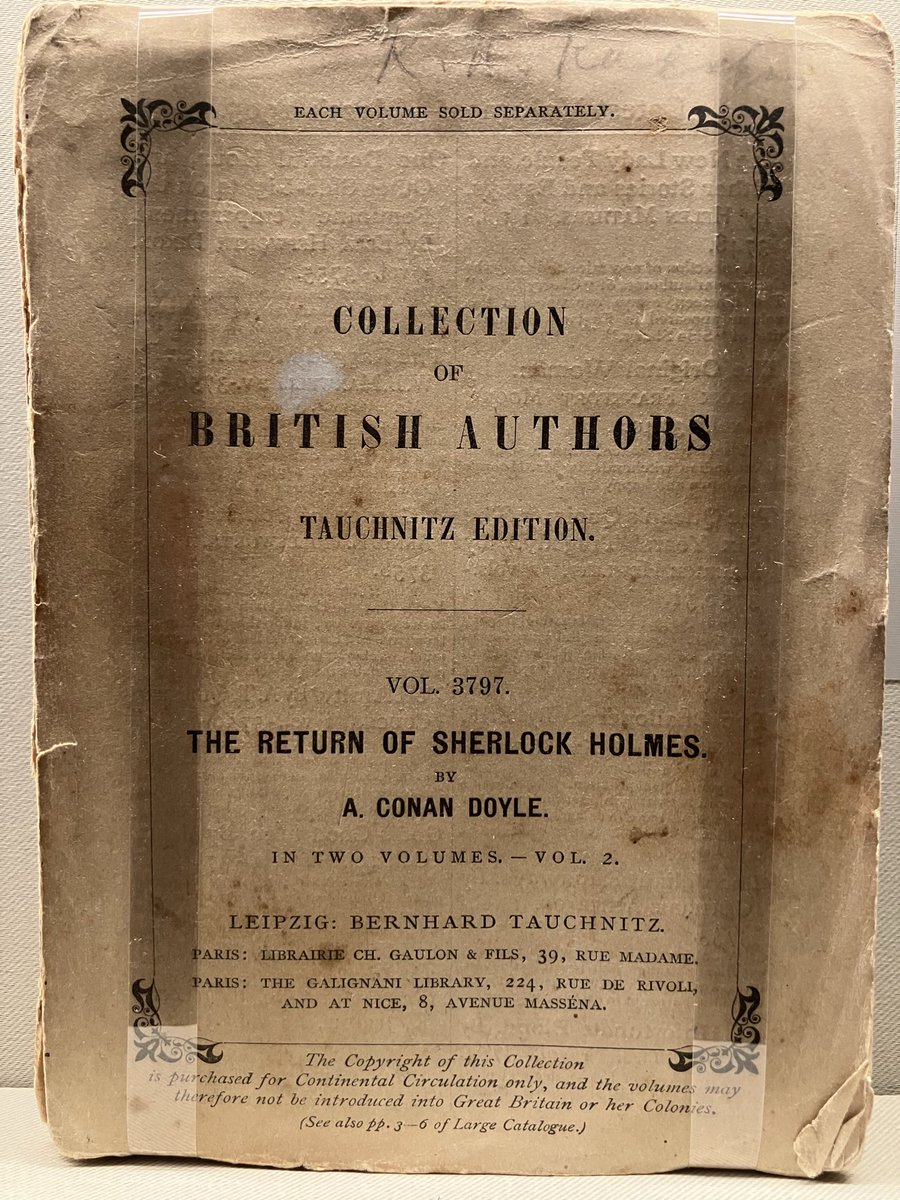 K. H.
EACH VOLUME SOLD SEPARATELY.
COLLECTION
OF
BRITISH AUTHORS
TAUCHNITZ EDITION.
VOL. 3797.
THE RETURN OF SHERLOCK HOLMES.
BY
A. CONAN DOYLE.
IN TWO VOLUMES. — VOL. 2.
LEIPZIG: BERNHARD TAUCHNITZ.
PARIS: LIBRAIRIE CH. GAULON & FILS, 39, RUE MADAME.
PARIS: THE GALIGNANI LIBRARY, 224, RUE DE RIVOLI,
AND AT NICE, 8, AVENUE MASSÉNA.
The Copyright of this Collection
is purchased for Continental Circulation only, and the volumes may
therefore not be introduced into Great Britain or her Colonies.
(See also pp. 3—6 of Large Catalogue.)